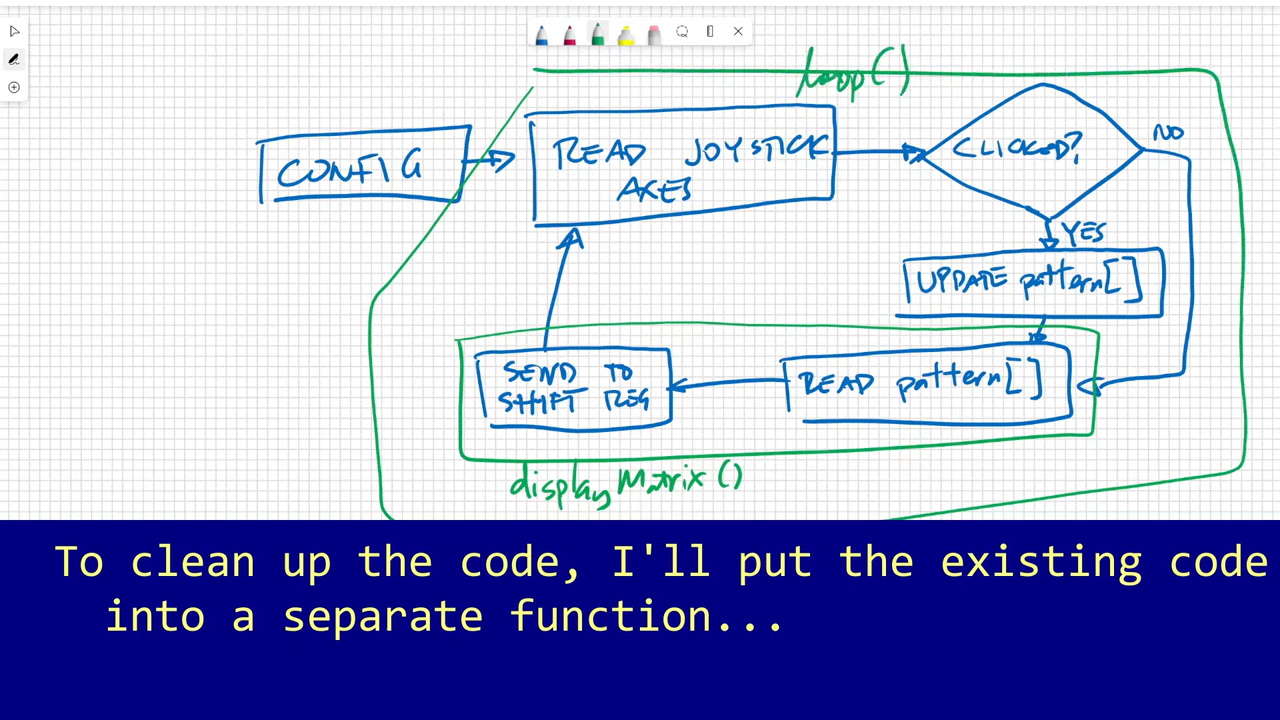 loop()
CONFIG
READ JOYSTICK
AXES
CLICKED?
NO
YES
UPDATE pattern[]
READ pattern[]
SEND TO
SHIFT REG
displayMatrix()
To clean up the code, I'll put the existing code
into a separate function...